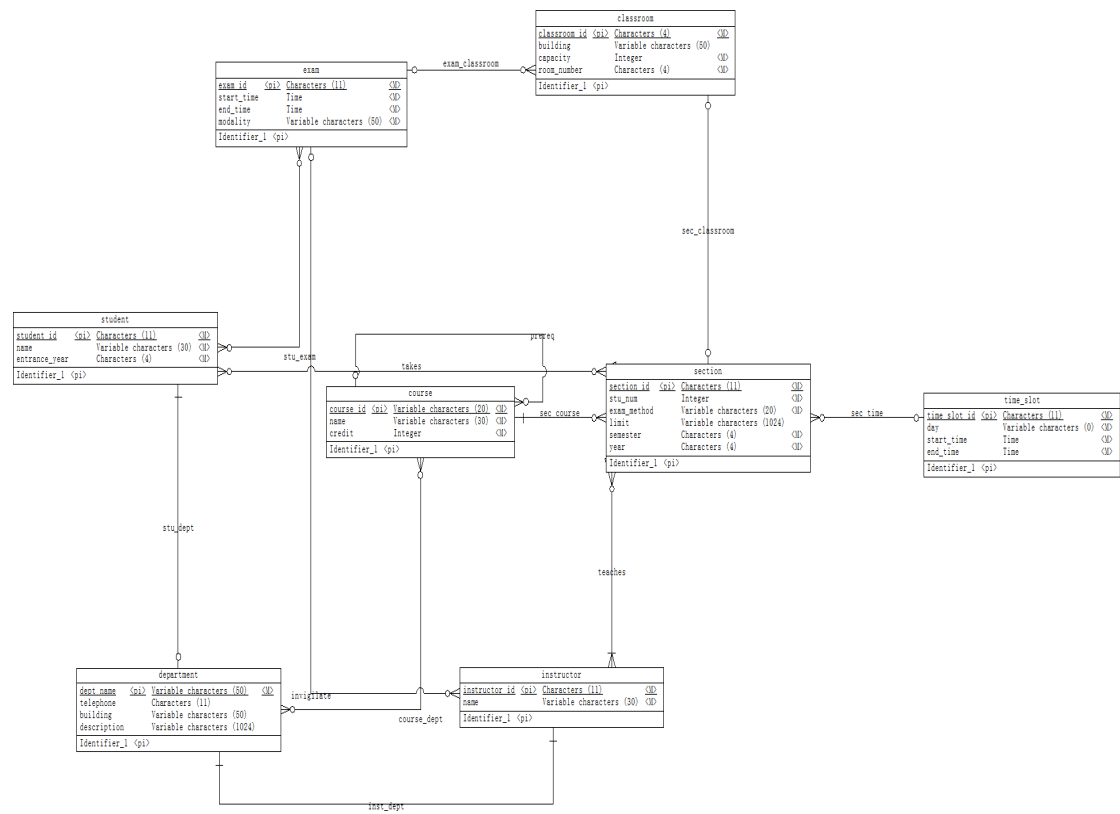 classroom
classroom_id <pi> Characters (4) <M>
building Variable characters (50)
capacity Integer <M>
room_number Characters (4) <M>
Identifier_1 <pi>
exam_classroom
exam
exam_id <pi> Characters (11) <M>
start_time Time <M>
end_time Time <M>
modality Variable characters (50) <M>
Identifier_1 <pi>
sec_classroom
student
student_id <pi> Characters (11) <M>
name Variable characters (30) <M>
entrance_year Characters (4) <M>
Identifier_1 <pi>
prereq
stu_exam
takes
section
section_id <pi> Characters (11) <M>
stu_num Integer <M>
exam_method Variable characters (20) <M>
limit Variable characters (1024)
semester Characters (4) <M>
year Characters (4) <M>
Identifier_1 <pi>
course
course_id <pi> Variable characters (20) <M>
name Variable characters (30) <M>
credit Integer <M>
Identifier_1 <pi>
sec_course
sec_time
time_slot
time_slot_id <pi> Characters (11) <M>
day Variable characters (0) <M>
start_time Time <M>
end_time Time <M>
Identifier_1 <pi>
stu_dept
teaches
department
dept_name <pi> Variable characters (50) <M>
telephone Characters (11)
building Variable characters (50)
description Variable characters (1024)
Identifier_1 <pi>
invigilate
course_dept
instructor
instructor_id <pi> Characters (11) <M>
name Variable characters (30) <M>
Identifier_1 <pi>
inst_dept